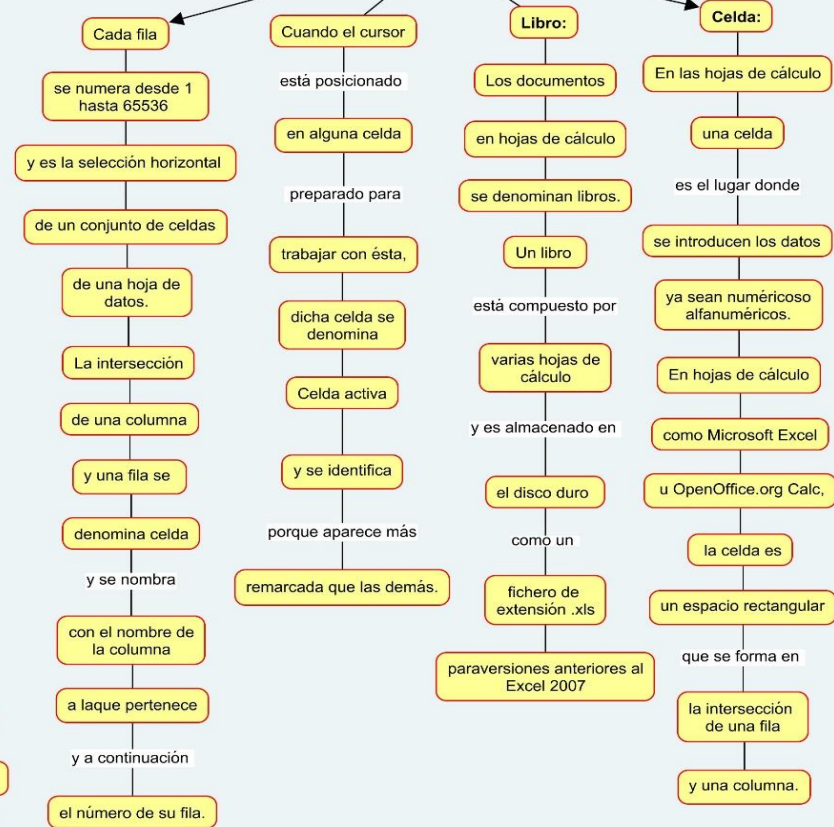 Cada fila
se numera desde 1
hasta 65536
y es la selección horizontal
de un conjunto de celdas
de una hoja de
datos.
La intersección
de una columna
y una fila se
denomina celda
y se nombra
con el nombre de
la columna
a laque pertenece
y a continuación
el número de su fila.
Cuando el cursor
está posicionado
en alguna celda
preparado para
trabajar con ésta,
dicha celda se
denomina
Celda activa
y se identifica
porque aparece más
remarcada que las demás.
Libro:
Los documentos
en hojas de cálculo
se denominan libros.
Un libro
está compuesto por
varias hojas de
cálculo
y es almacenado en
el disco duro
como un
fichero de
extensión .xls
paraversiones anteriores al
Excel 2007
Celda:
En las hojas de cálculo
una celda
es el lugar donde
se introducen los datos
ya sean numéricoso
alfanuméricos.
En hojas de cálculo
como Microsoft Excel
u OpenOffice.org Calc,
la celda es
un espacio rectangular
que se forma en
la intersección
de una fila
y una columna.